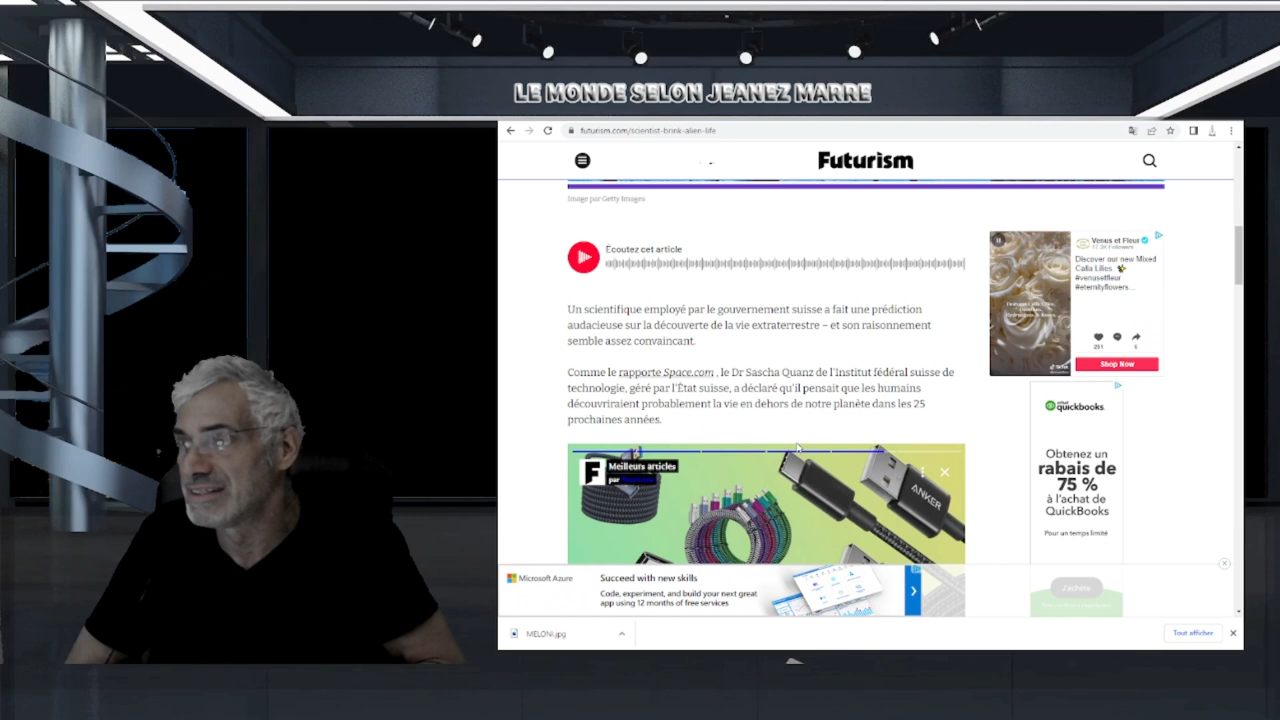 LE MONDE SELON JEANEZ MARRE
futurism.com/scientist-brink-alien-life
Futurism
Image par Getty Images
Écoutez cet article
Un scientifique employé par le gouvernement suisse a fait une prédiction
audacieuse sur la découverte de la vie extraterrestre – et son raisonnement
semble assez convaincant.
Comme le rapporte Space.com , le Dr Sascha Quanz de l'Institut fédéral suisse de
technologie, géré par l'État suisse, a déclaré qu'il pensait que les humains
découvriraient probablement la vie en dehors de notre planète dans les 25
prochaines années.
Meilleurs articles
par
ANKER
Venus et Fleur
Followers
Discover our new Mixed
Calla Lilies
#venusetfleur
#eternityflowers...
Shop Now
quickbooks.
Obtenez un
rabais de
75 %
à l'achat de
QuickBooks
Pour un temps limité
J'achète
Microsoft Azure
Succeed with new skills
Code, experiment, and build your next great
app using 12 months of free services
MELONI.jpg
Tout afficher